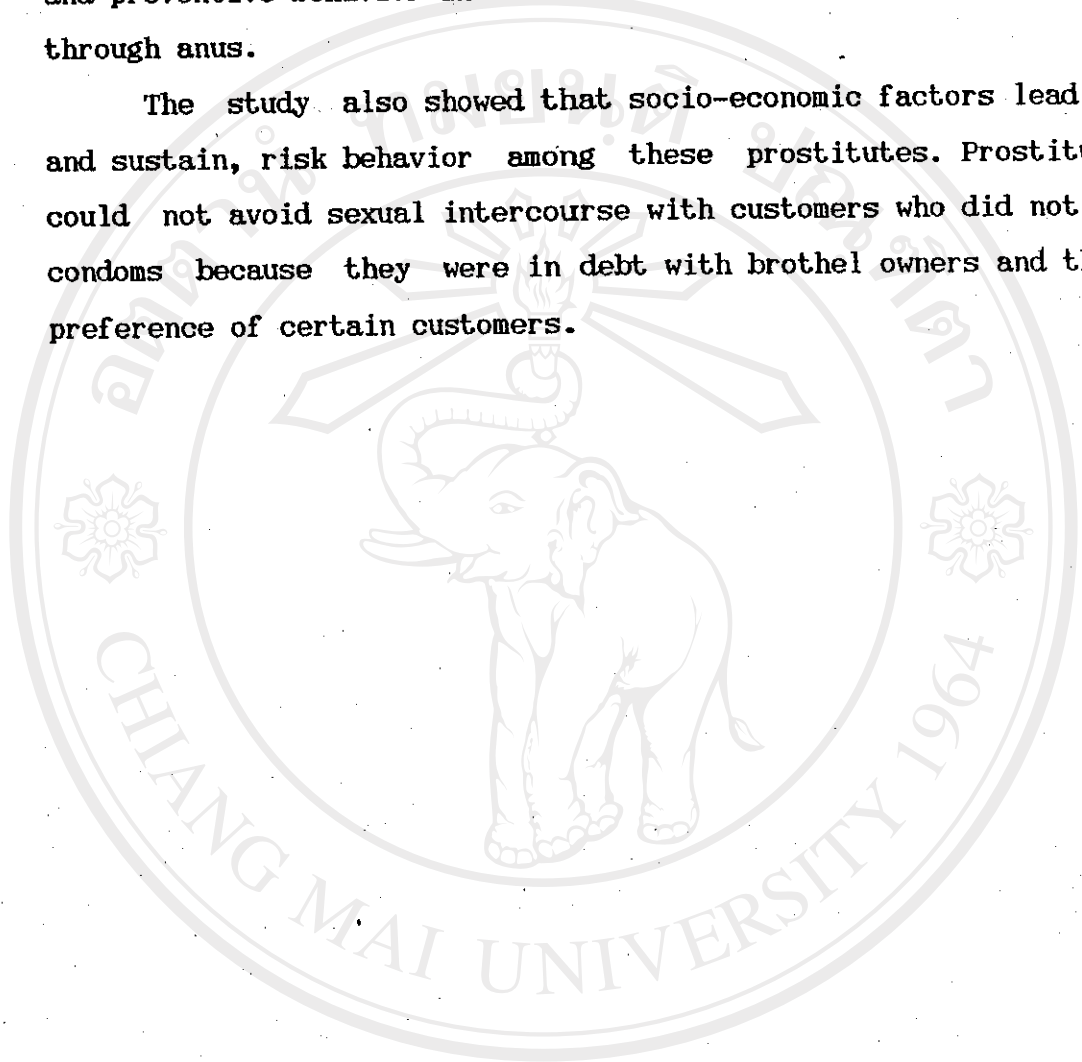 through anus.
The study also showed that socio-economic factors lead
and sustain, risk behavior among these prostitutes.
could not avoid sexual intercourse with customers who did not
condoms because they were in debt with brothel owners and
preference of certain customers.
CHIANG MAI UNIVERSITY 1964